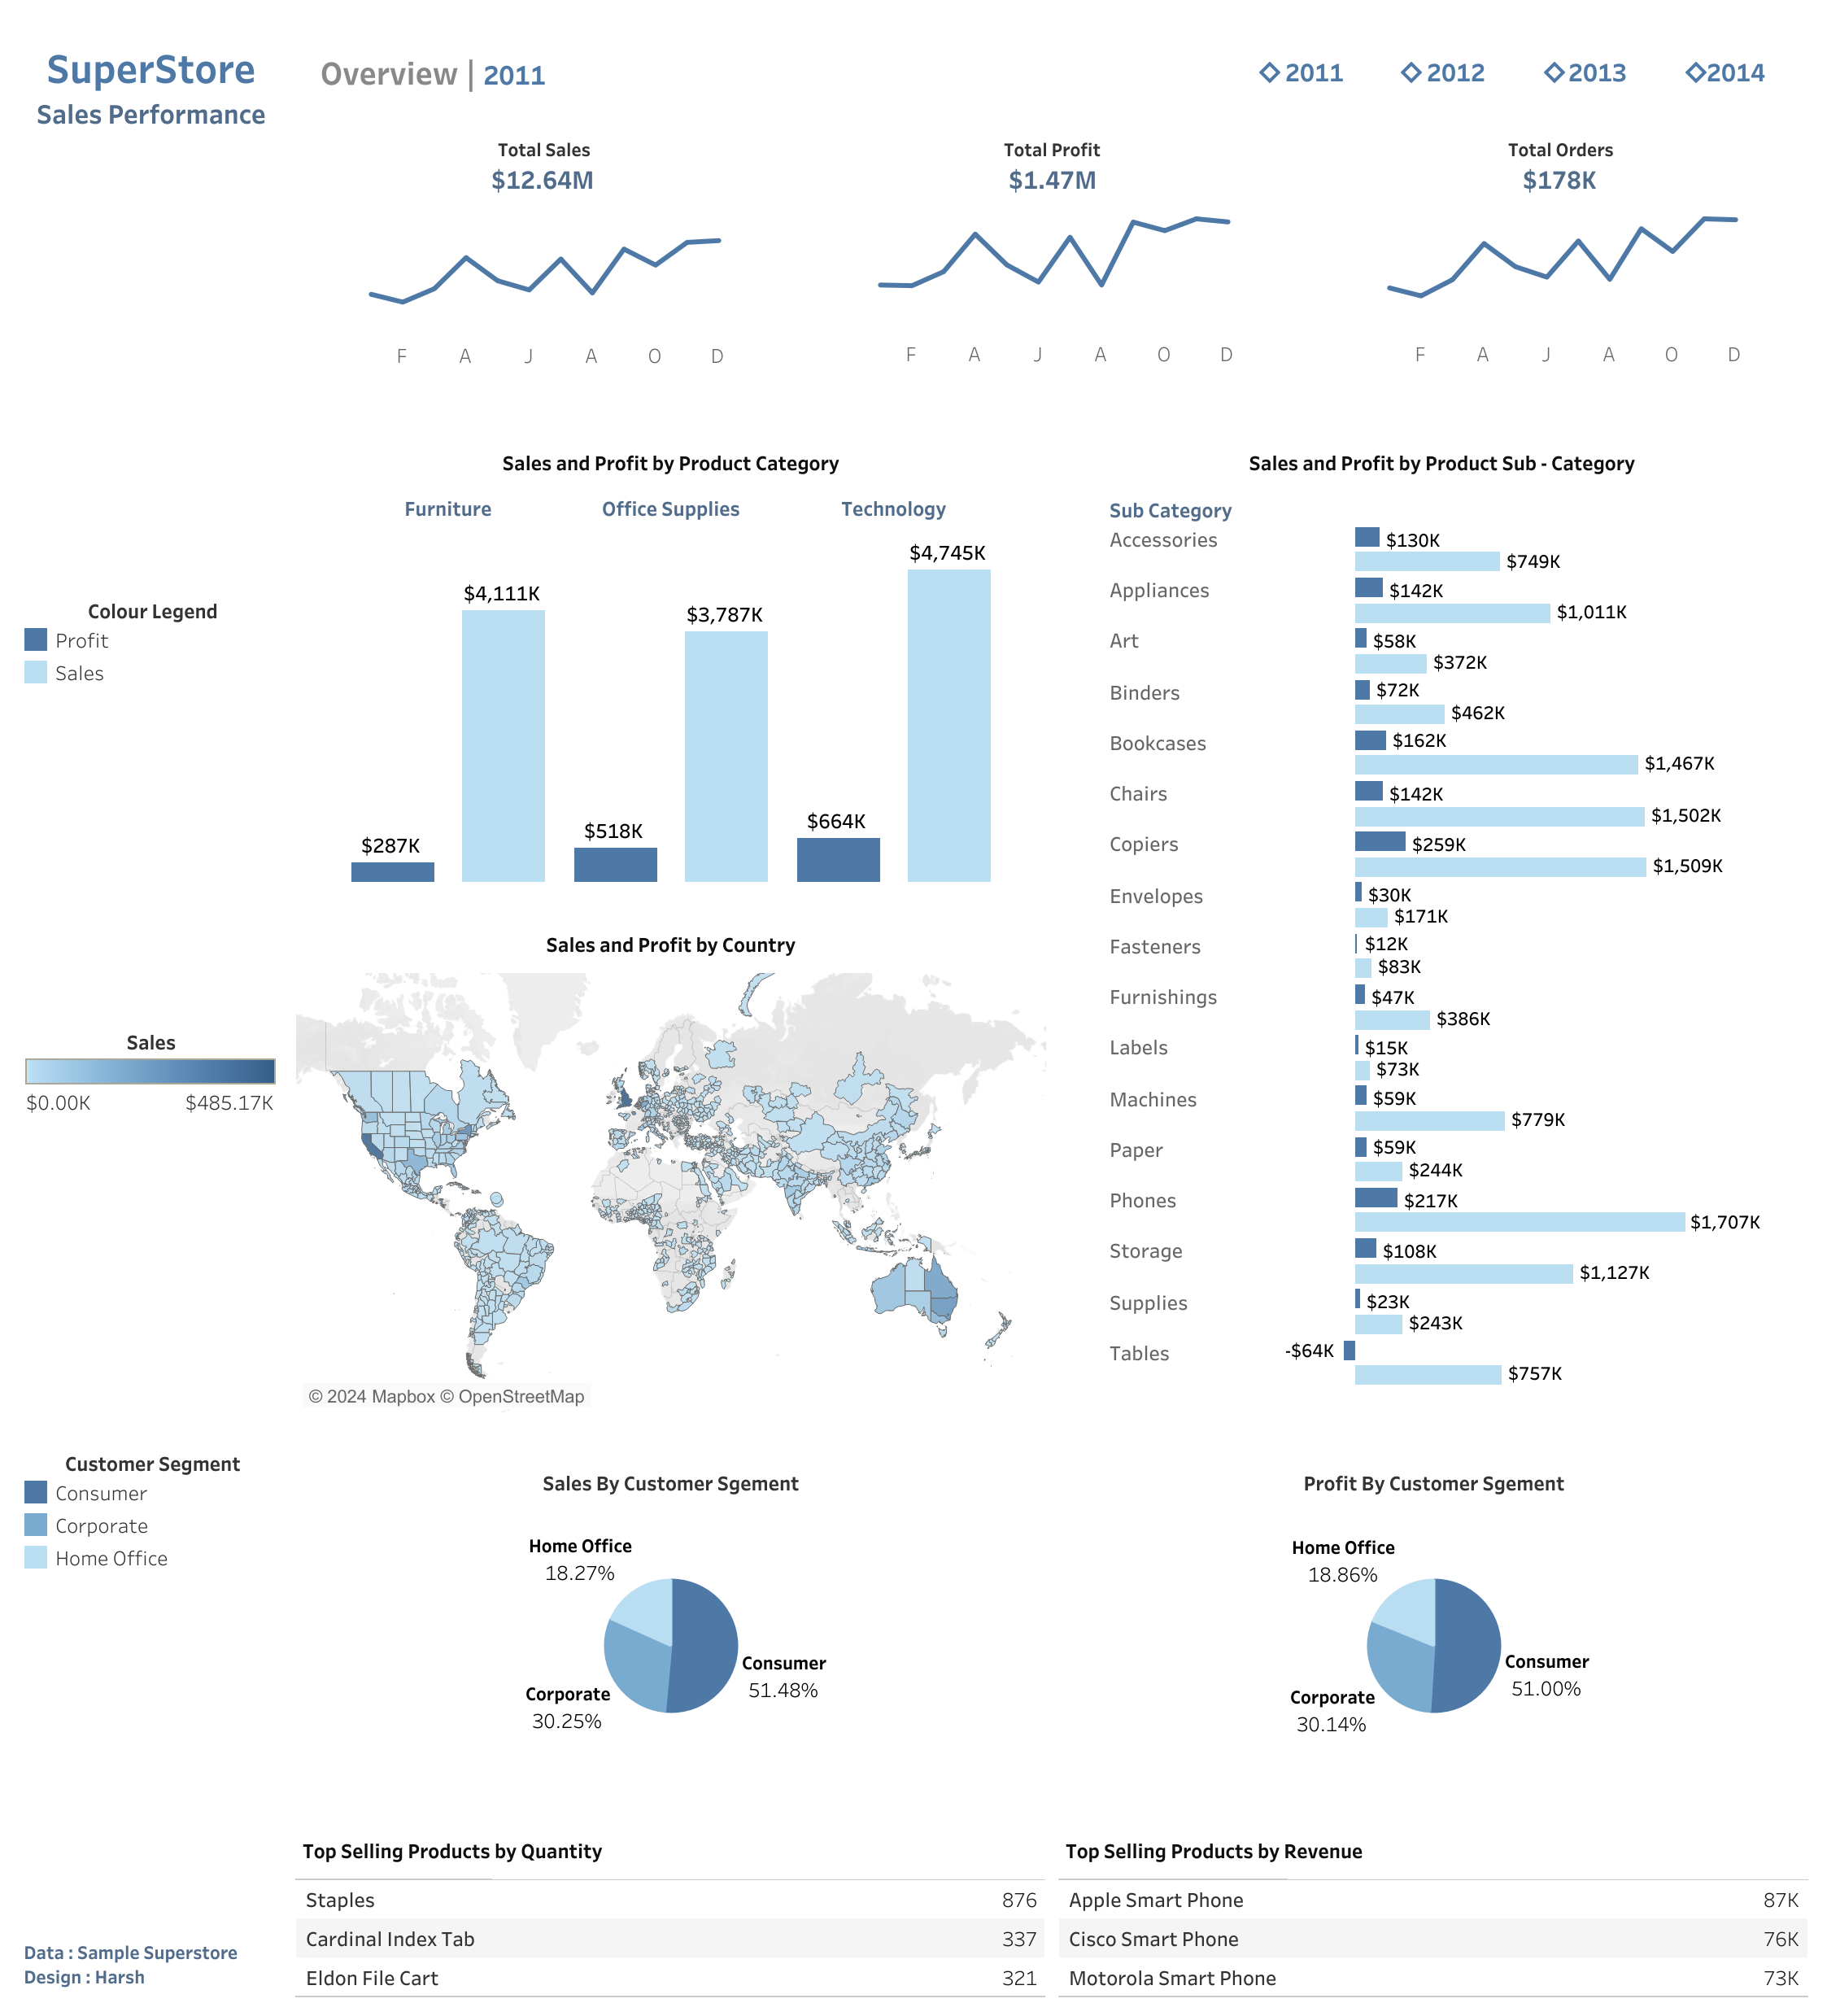 SuperStore
Sales Performance
Overview | 2011
2011
2012
2013
2014
Total Sales
$12.64M
F A J A O D
Total Profit
$1.47M
F A J A O D
Total Orders
$178K
F A J A O D
Colour Legend
Profit
Sales
Sales and Profit by Product Category
Furniture Office Supplies Technology
$287K
$4,111K
$518K
$3,787K
$664K
$4,745K
Sales and Profit by Product Sub - Category
Sub Category
Accessories
$130K
$749K
Appliances
$142K
$1,011K
Art
$58K
$372K
Binders
$72K
$462K
Bookcases
$162K
$1,467K
Chairs
$142K
$1,502K
Copiers
$259K
$1,509K
Envelopes
$30K
$171K
Fasteners
$12K
$83K
Furnishings
$47K
$386K
Labels
$15K
$73K
Machines
$59K
$779K
Paper
$59K
$244K
Phones
$217K
$1,707K
Storage
$108K
$1,127K
Supplies
$23K
$243K
Tables
-$64K
$757K
Sales and Profit by Country
Sales
$0.00K $485.17K
© 2024 Mapbox © OpenStreetMap
Customer Segment
Consumer
Corporate
Home Office
Sales By Customer Sgement
Home Office
18.27%
Consumer
51.48%
Corporate
30.25%
Profit By Customer Sgement
Home Office
18.86%
Consumer
51.00%
Corporate
30.14%
Top Selling Products by Quantity
Staples 876
Cardinal Index Tab 337
Eldon File Cart 321
Top Selling Products by Revenue
Apple Smart Phone 87K
Cisco Smart Phone 76K
Motorola Smart Phone 73K
Data : Sample Superstore
Design : Harsh